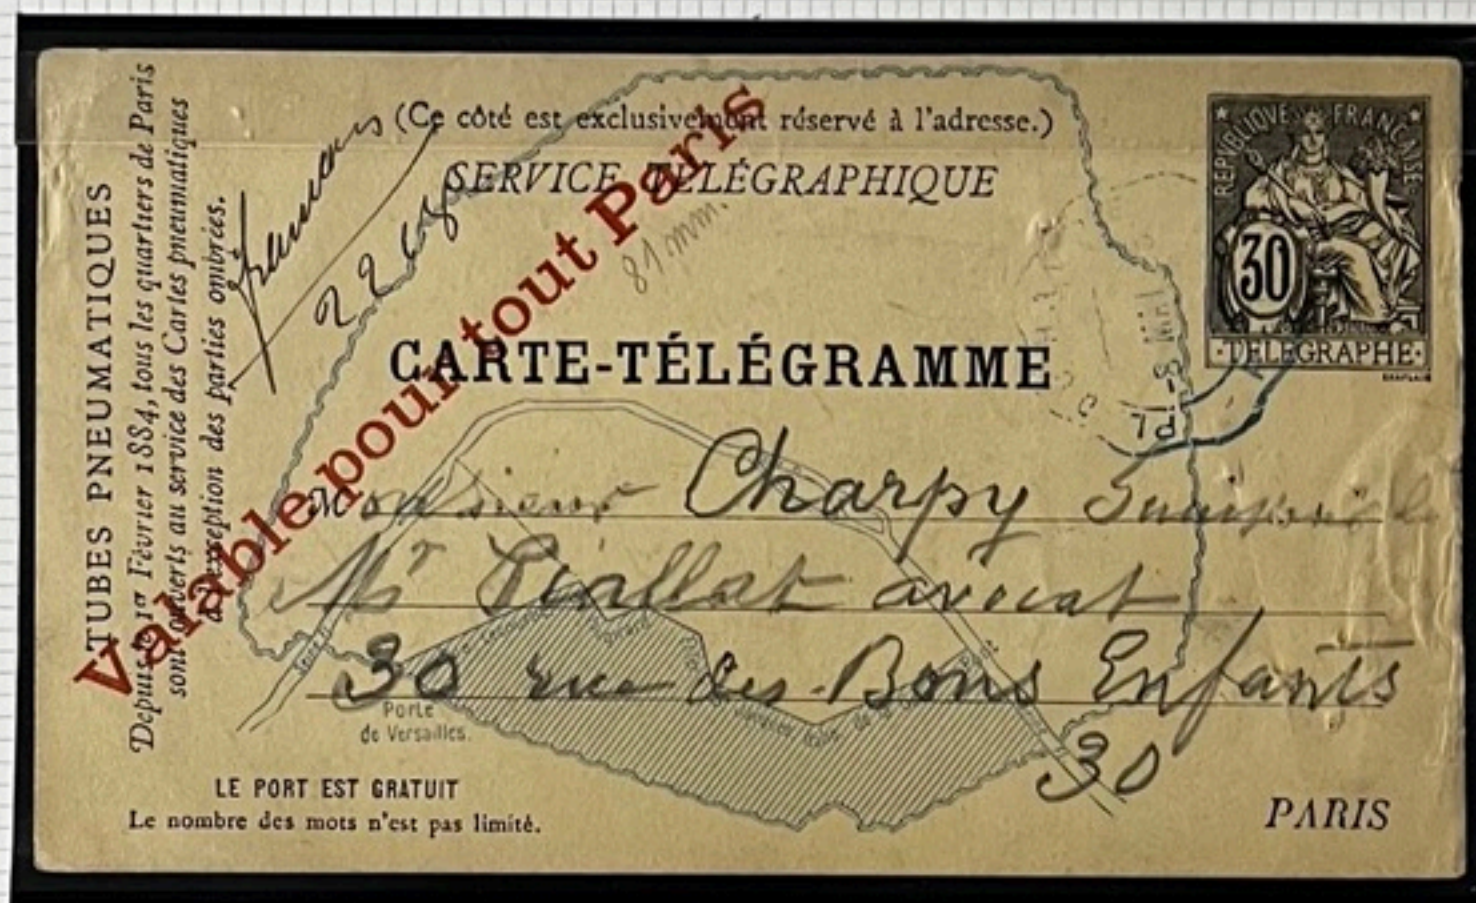 (Ce côté est exclusivement réservé à l'adresse.)
SERVICE TÉLÉGRAPHIQUE
CARTE-TÉLÉGRAMME
Valable pour tout Paris
81 mm.
TUBES PNEUMATIQUES
Depuis le 1er Février 1884, tous les quartiers de Paris
sont ouverts au service des Cartes pneumatiques
à l'exception des parties ombrées.
RÉPUBLIQUE FRANÇAISE
30
TÉLÉGRAPHE
Monsieur Charpy
Mr avocat
30 rue des Bons Enfants
30
Porte
de Versailles.
LE PORT EST GRATUIT
Le nombre des mots n'est pas limité.
PARIS